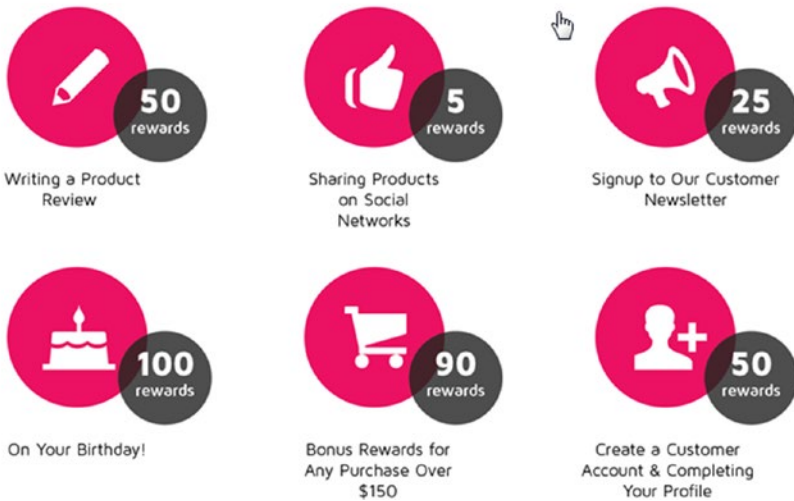 50
rewards
Writing a Product
Review
5
rewards
Sharing Products
on Social
Networks
25
rewards
Signup to Our Customer
Newsletter
100
rewards
On Your Birthday!
90
rewards
Bonus Rewards for
Any Purchase Over
$150
50
rewards
Create a Customer
Account & Completing
Your Profile